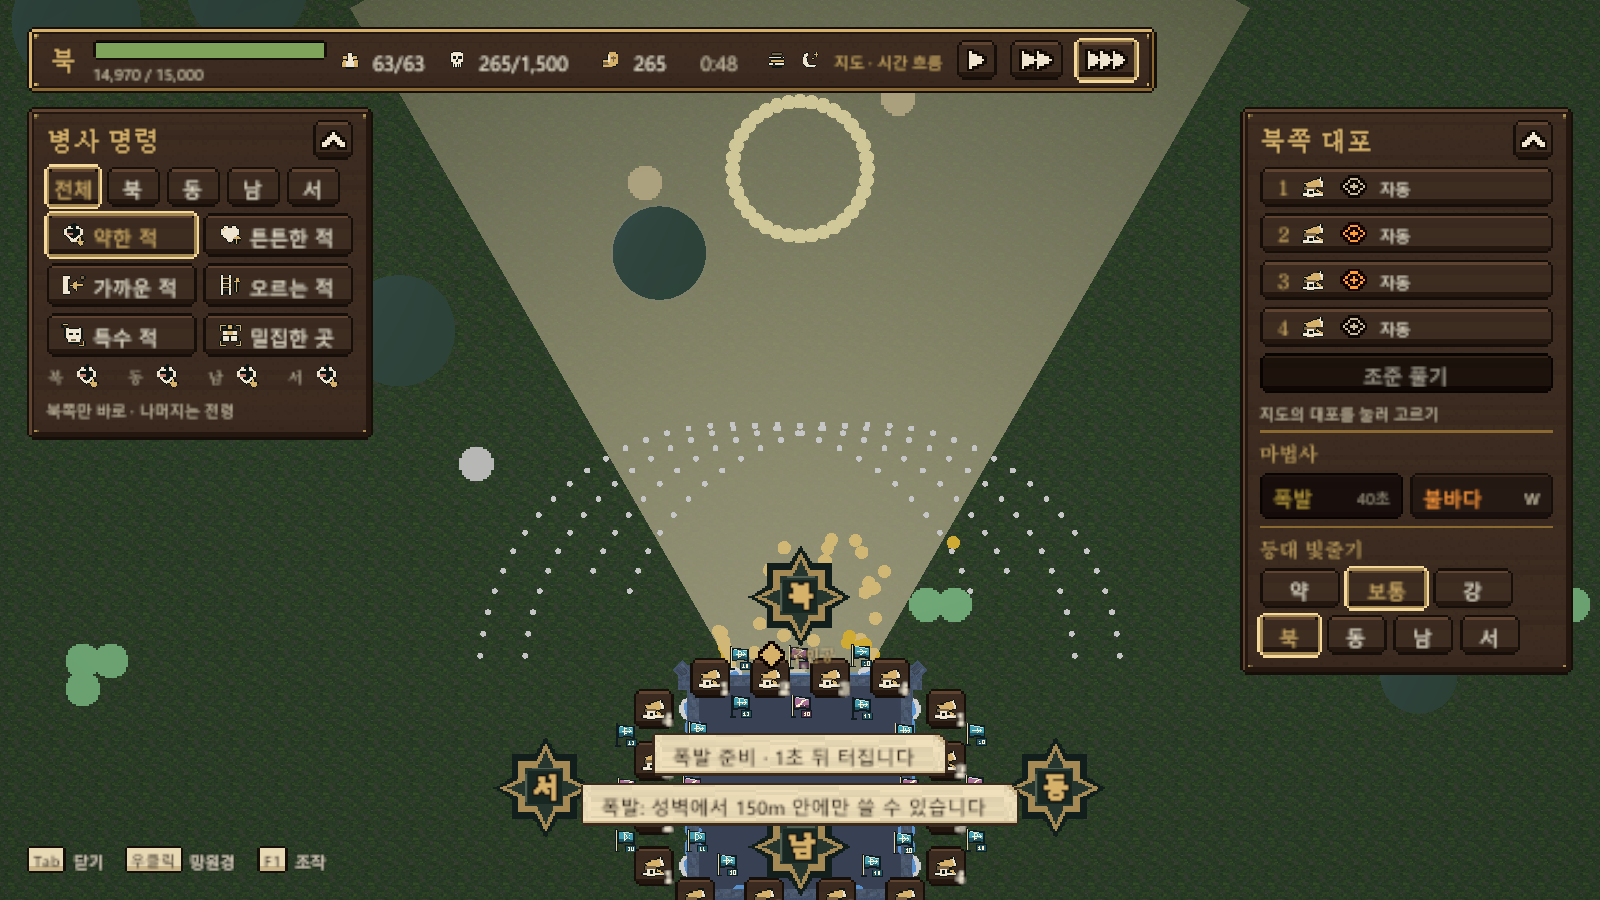 북
14,970 / 15,000
63/63
265/1,500
265
0:48
지도 · 시간 흐름
병사 명령
전체 북 동 남 서
약한 적 튼튼한 적
가까운 적 오르는 적
특수 적 밀집한 곳
북 동 남 서
북쪽만 바로 · 나머지는 전령
북쪽 대포
1 자동
2 자동
3 자동
4 자동
조준 풀기
지도의 대포를 눌러 고르기
마법사
폭발 40초 불바다 W
등대 빛줄기
약 보통 강
북 동 남 서
북
폭발 준비 · 1초 뒤 터집니다
서 동
폭발: 성벽에서 150m 안에만 쓸 수 있습니다
남
Tab 닫기 우클릭 망원경 F1 조작